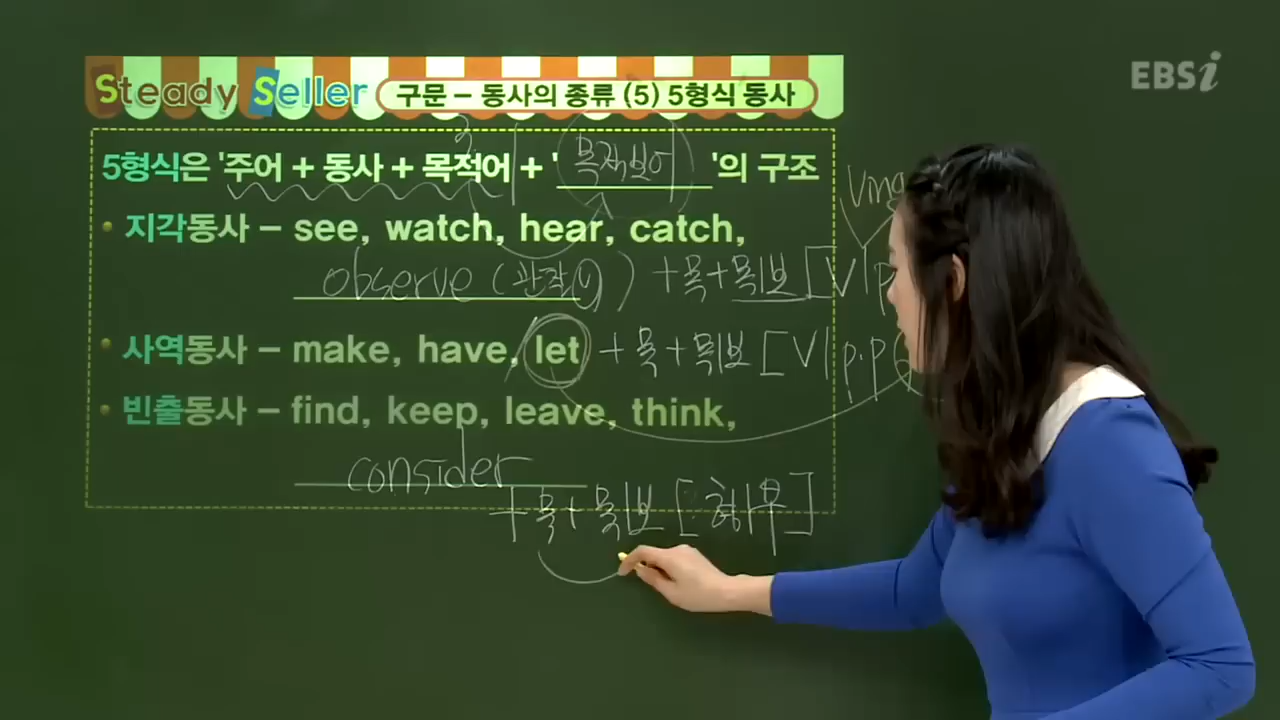 EBSi
Steady Seller 구문 – 동사의 종류 (5) 5형식 동사
5형식은 '주어 + 동사 + 목적어 + ' 목적보어 '의 구조
Ving
• 지각동사 – see, watch, hear, catch,
observe (관찰 ) + 목 + 목보 [V | p
• 사역동사 – make, have, let + 목 + 목보 [V | p.p
• 빈출동사 – find, keep, leave, think,
consider
+ 목 + 목보 [형/ ]